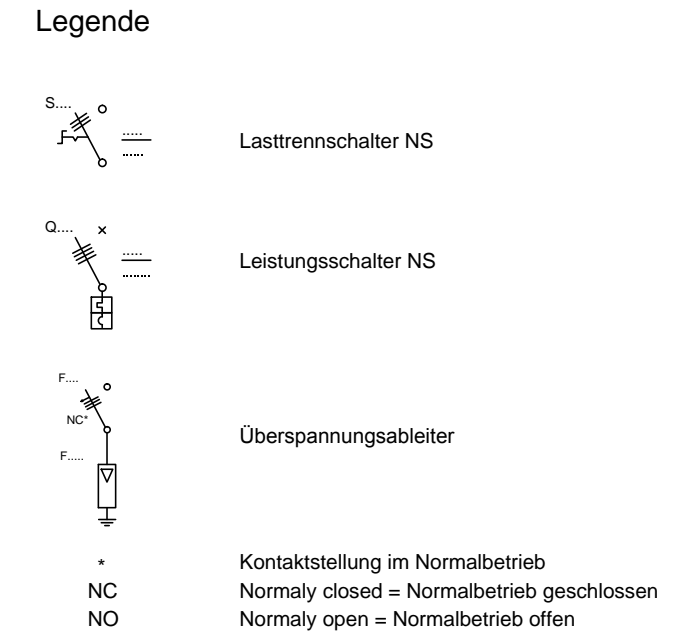 Legende
S....
.....
......
Lasttrennschalter NS
Q....
.....
........
Leistungsschalter NS
F....
NC*
F.....
Überspannungsableiter
* Kontaktstellung im Normalbetrieb
NC Normaly closed = Normalbetrieb geschlossen
NO Normaly open = Normalbetrieb offen